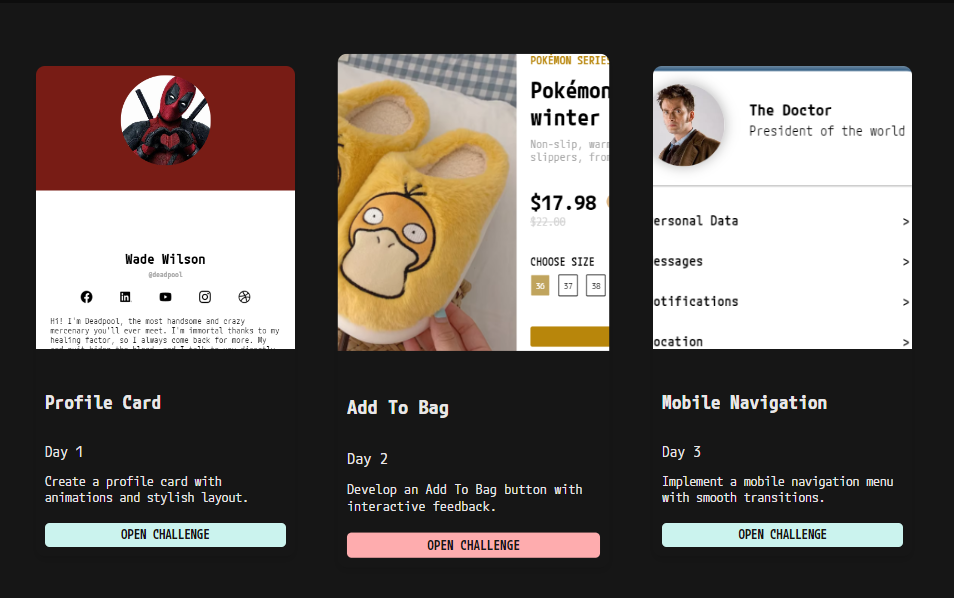 Wade Wilson
@deadpool
Hi! I'm Deadpool, the most handsome and crazy
mercenary you'll ever meet. I'm immortal thanks to my
healing factor, so I always come back for more. My
Profile Card
Day 1
Create a profile card with
animations and stylish layout.
OPEN CHALLENGE
POKÉMON SERIES
Pokémon
winter
Non-slip, warm
slippers, from
$17.98
$22.08
CHOOSE SIZE
36 37 38
Add To Bag
Day 2
Develop an Add To Bag button with
interactive feedback.
OPEN CHALLENGE
The Doctor
President of the world
ersonal Data >
essages >
otifications >
ocation >
Mobile Navigation
Day 3
Implement a mobile navigation menu
with smooth transitions.
OPEN CHALLENGE